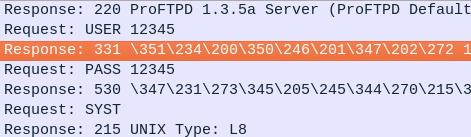 Response: 220 ProFTPD 1.3.5a Server (ProFTPD Default
Request: USER 12345
Response: 331 \351\234\200\350\246\201\347\202\272 1
Request: PASS 12345
Response: 530 \347\231\273\345\205\245\344\270\215\3
Request: SYST
Response: 215 UNIX Type: L8